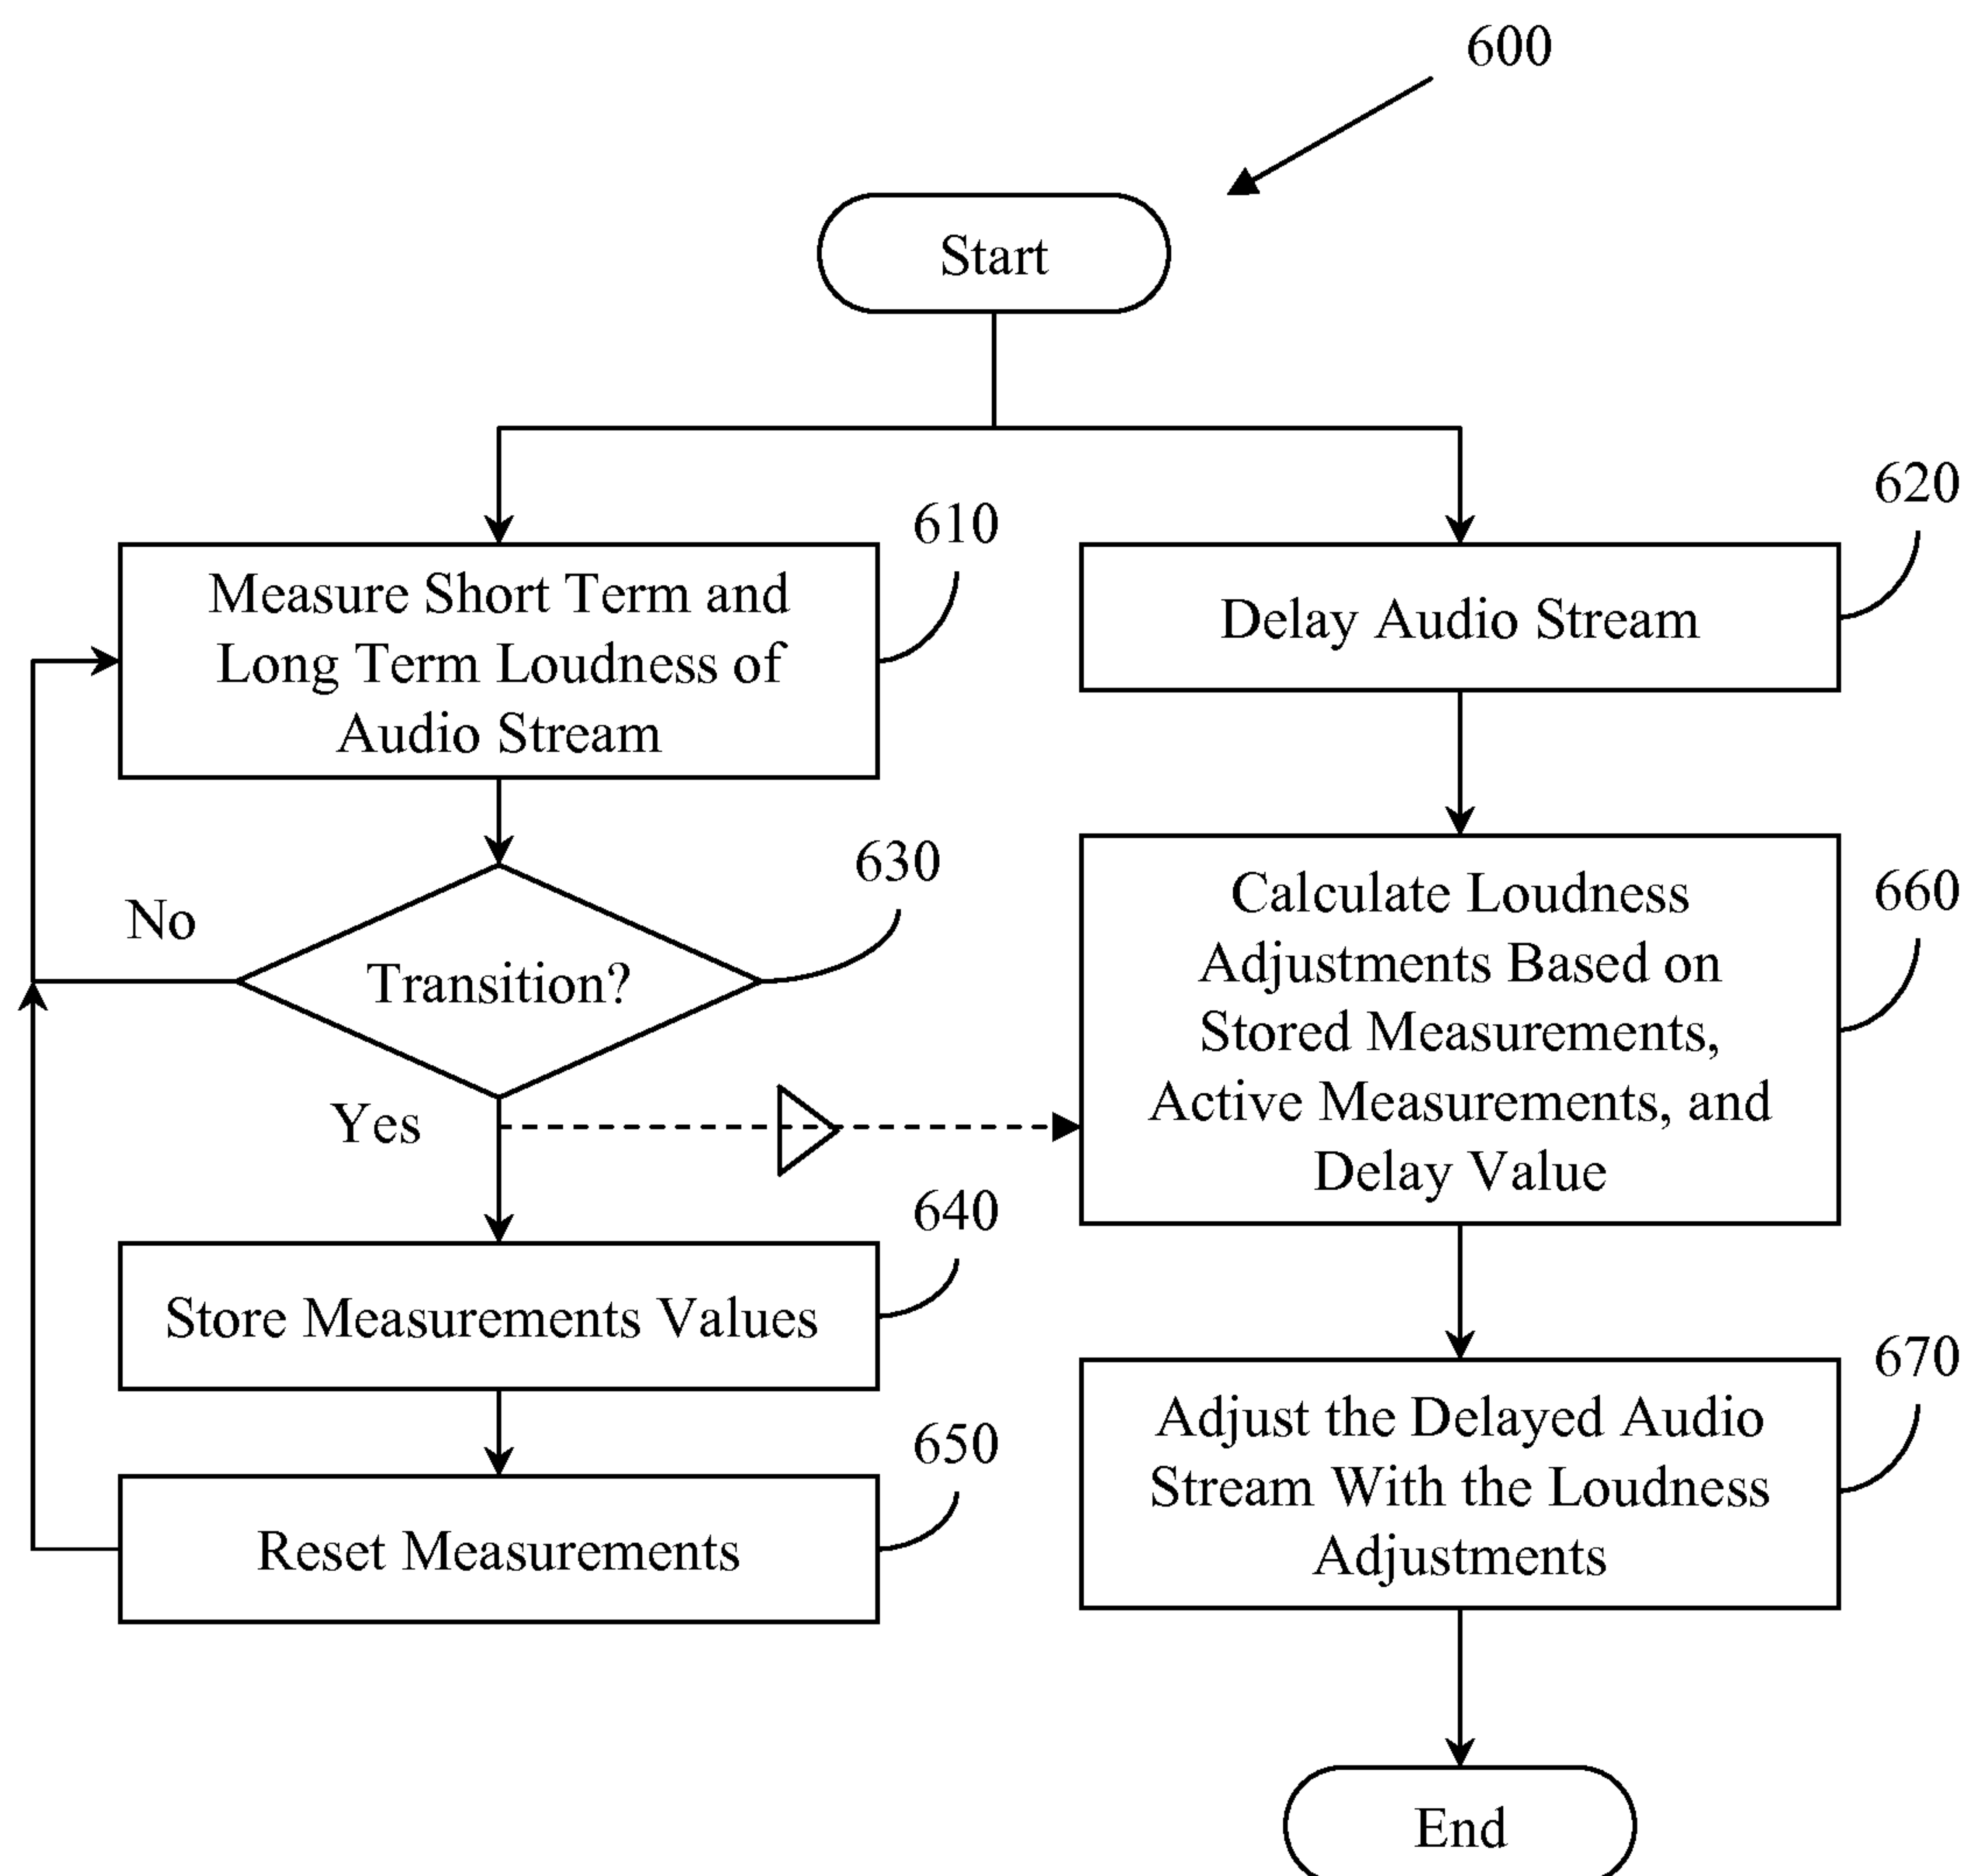 600
Start
610
Measure Short Term and
Long Term Loudness of
Audio Stream
620
Delay Audio Stream
630
No
Transition?
Yes
660
Calculate Loudness
Adjustments Based on
Stored Measurements,
Active Measurements, and
Delay Value
640
Store Measurements Values
650
Reset Measurements
670
Adjust the Delayed Audio
Stream With the Loudness
Adjustments
End